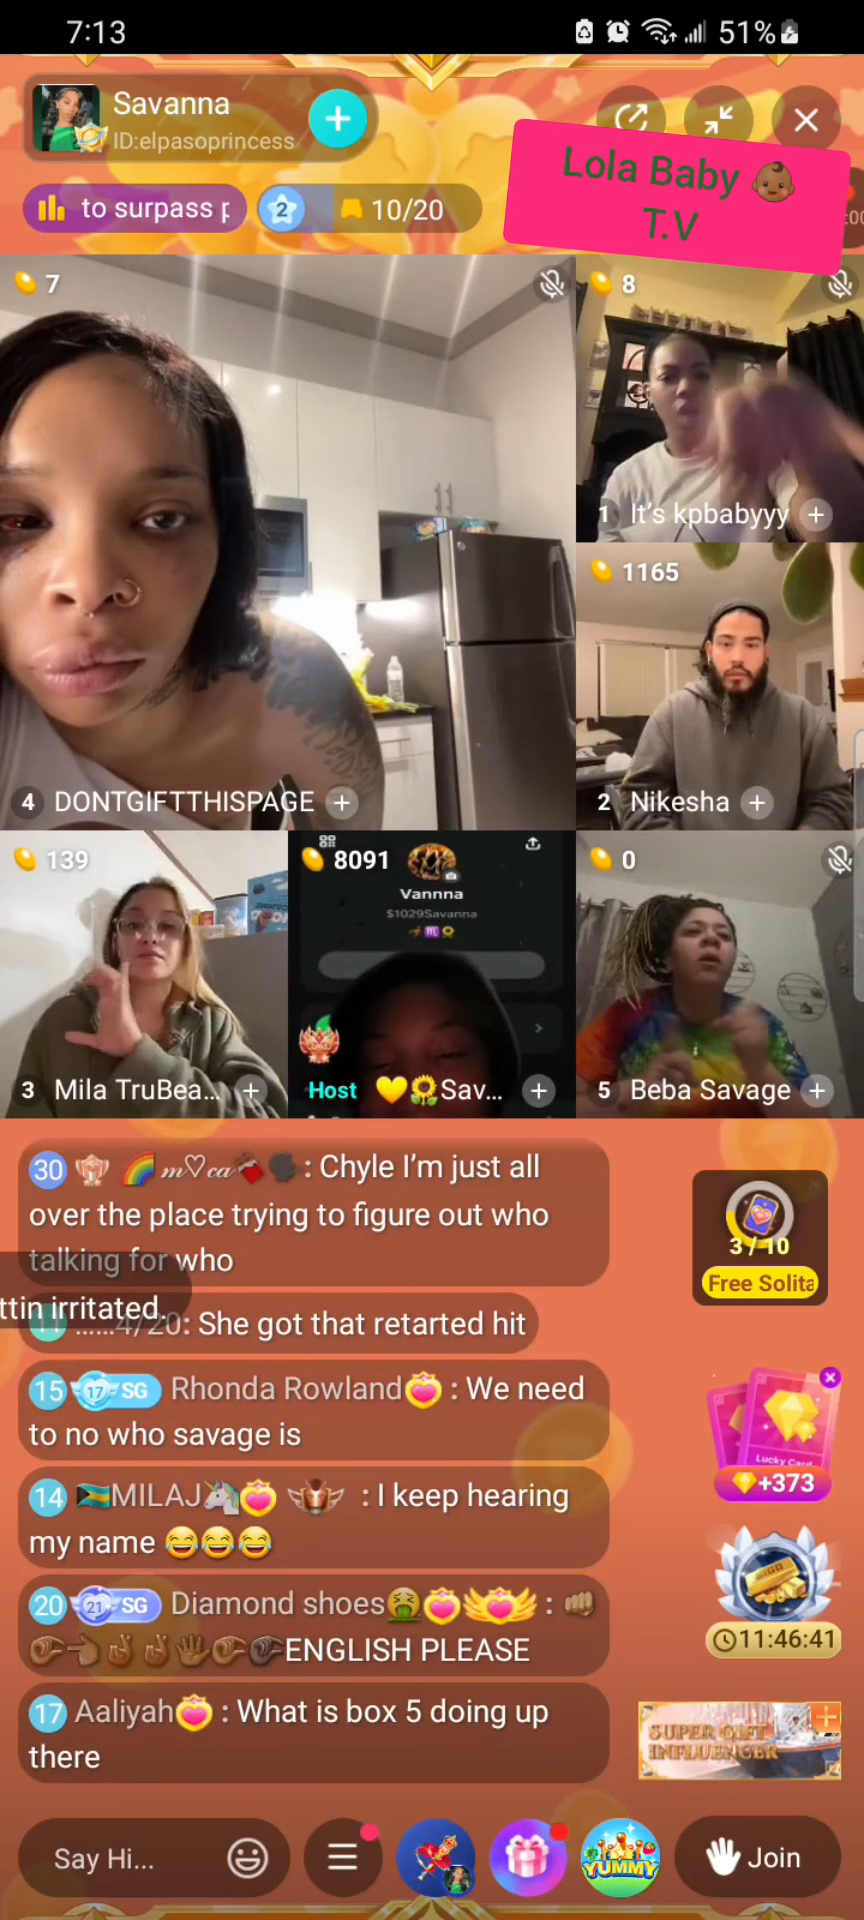 7:13
51%
Savanna
ID:elpasoprincess
Lola Baby 👶🏾
T.V
to surpass p
2
10/20
7
8
1 It's kpbabyyy +
1165
4 DONTGIFTTHISPAGE +
2 Nikesha +
139
8091
Vannna
$1029Savanna
0
3 Mila TruBea... +
Host 💛🌻Sav... +
5 Beba Savage +
30 🌈𝓂♡𝒸𝒶🍫🗣: Chyle I'm just all
over the place trying to figure out who
talking for who
ttin irritated.
11 ......4/20: She got that retarted hit
15 17 SG Rhonda Rowland : We need
to no who savage is
14 🇧🇸MILAJ🦄 : I keep hearing
my name 😂😂😂
20 21 SG Diamond shoes🤮 :
ENGLISH PLEASE
17 Aaliyah : What is box 5 doing up
there
3/10
Free Solita
Lucky Card
+373
11:46:41
SUPER GIFT
INFLUENCER
Say Hi...
YUMMY
Join